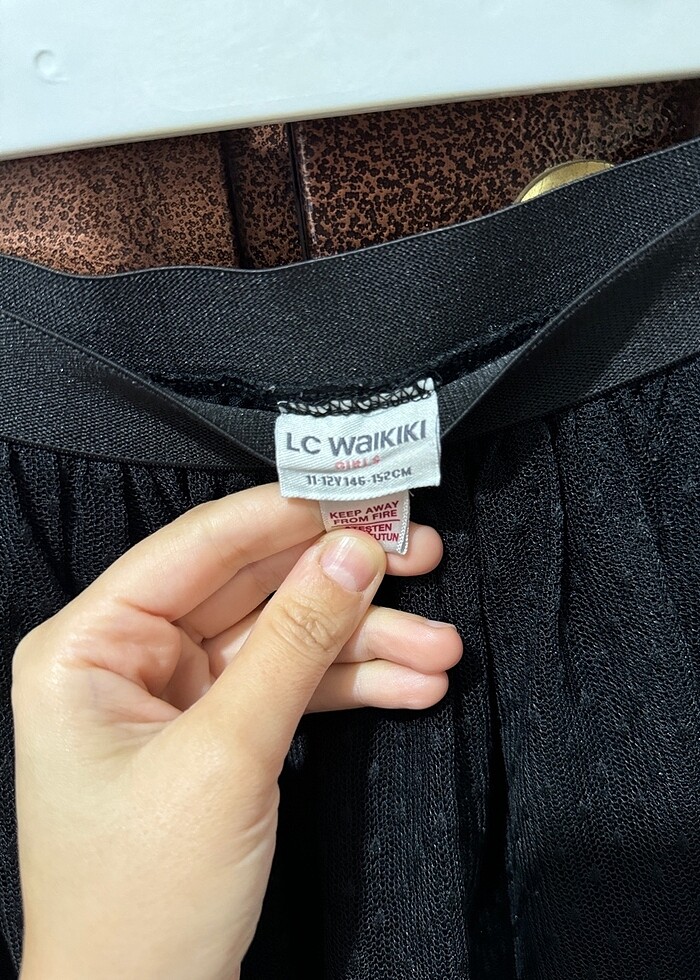 LC WAIKIKI
GIRLS
11-12Y 146-152CM
KEEP AWAY
FROM FIRE